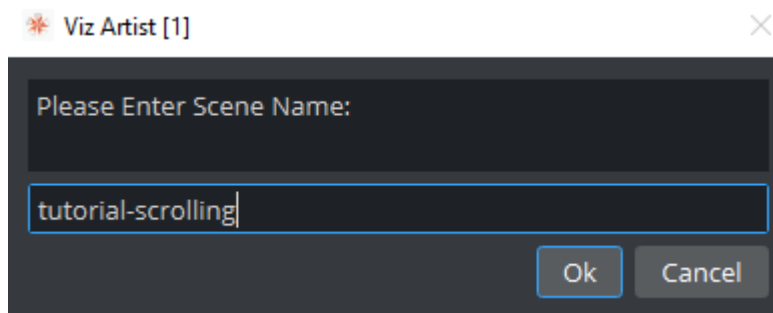 Viz Artist [1]
Please Enter Scene Name:
tutorial-scrolling
Ok Cancel